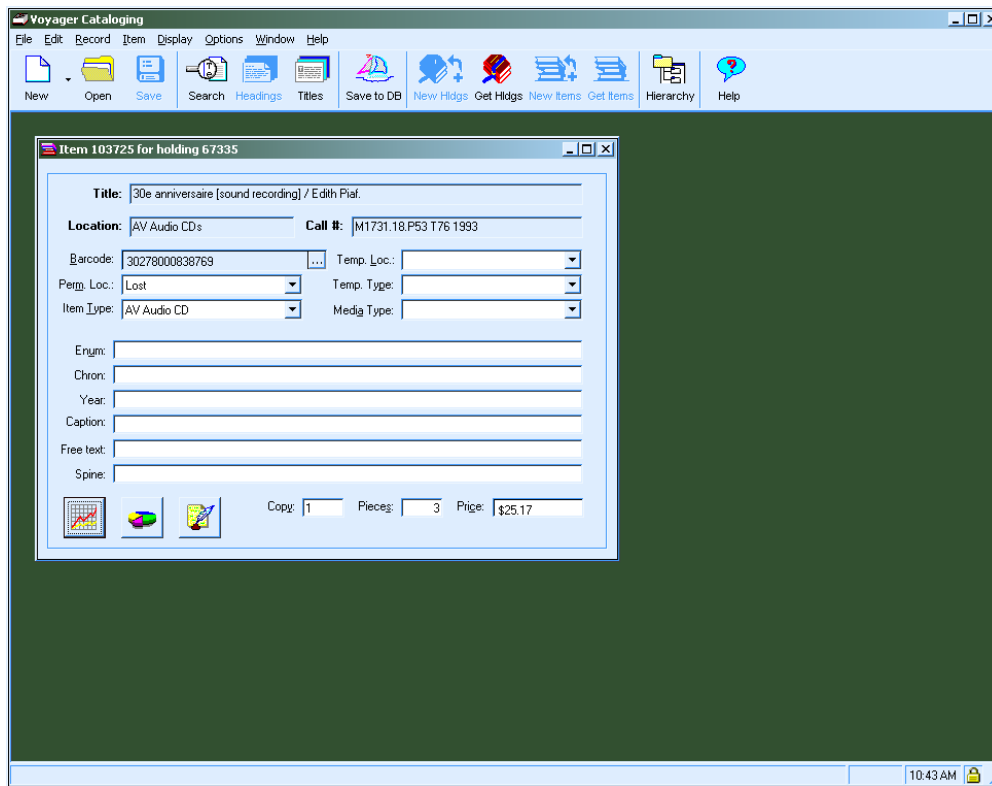 Voyager Cataloging
File Edit Record Item Display Options Window Help
New Open Save Search Headings Titles Save to DB New Hldgs Get Hldgs New Items Get Items Hierarchy Help
Item 103725 for holding 67335
Title: 30e anniversaire [sound recording] / Edith Piaf.
Location: AV Audio CDs Call #: M1731.18.P53 T76 1993
Barcode: 30278000838769 ... Temp. Loc.:
Perm. Loc.: Lost Temp. Type:
Item Type: AV Audio CD Media Type:
Enum:
Chron:
Year:
Caption:
Free text:
Spine:
Copy: 1 Pieces: 3 Price: $25.17
10:43 AM